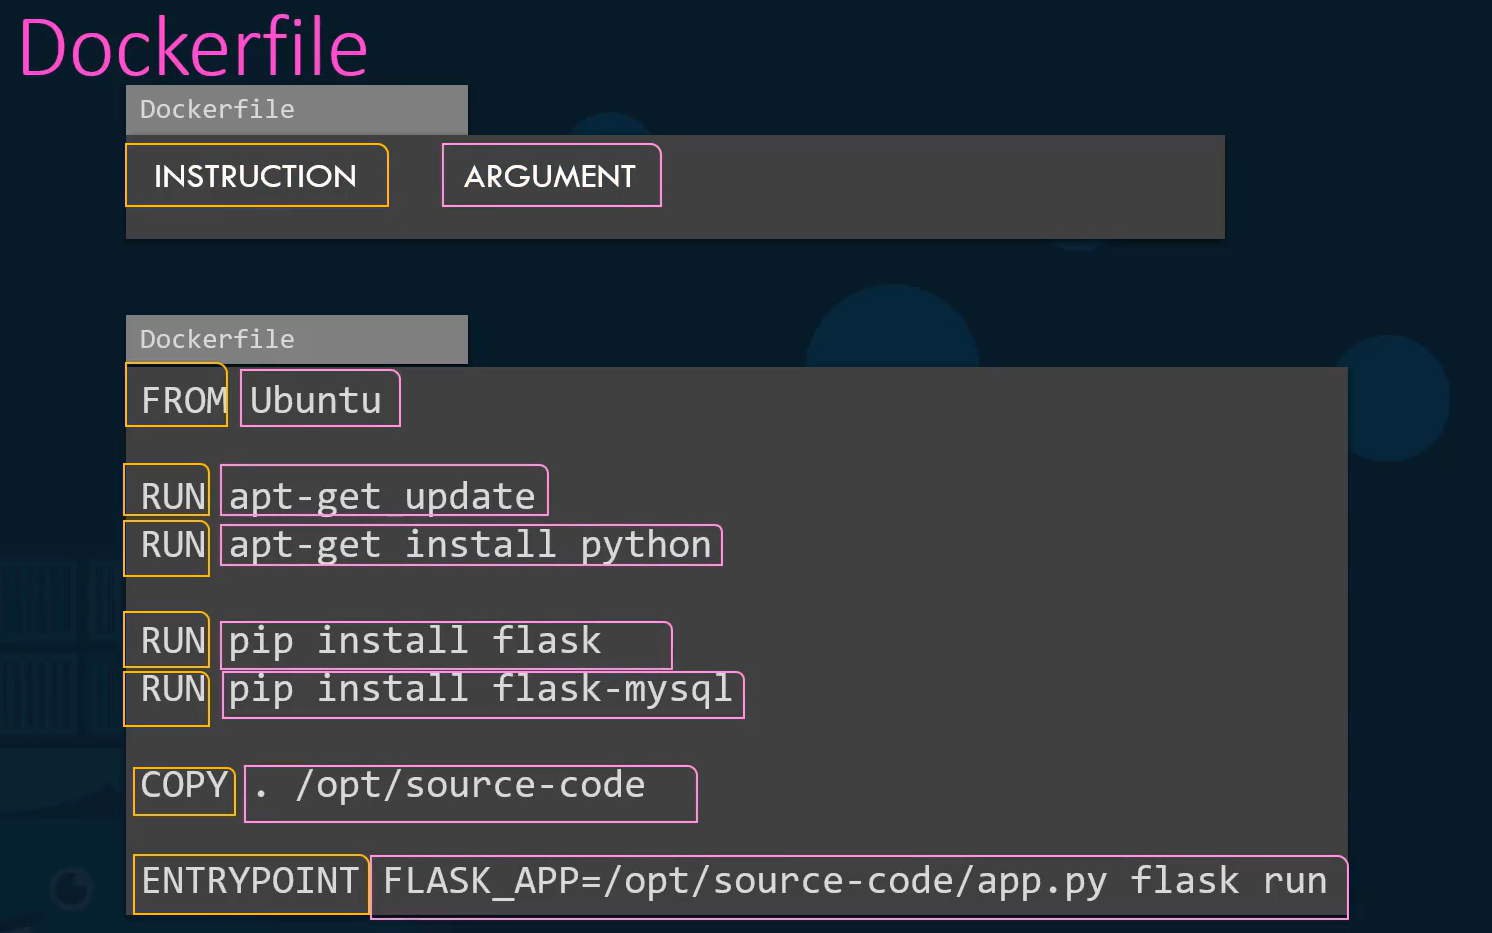 Dockerfile
Dockerfile
INSTRUCTION ARGUMENT
Dockerfile
FROM Ubuntu
RUN apt-get update
RUN apt-get install python
RUN pip install flask
RUN pip install flask-mysql
COPY . /opt/source-code
ENTRYPOINT FLASK_APP=/opt/source-code/app.py flask run